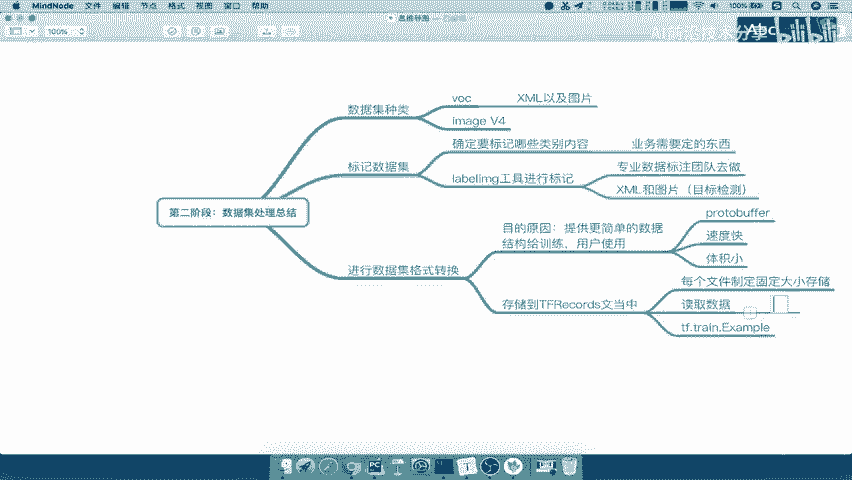 MindNode 文件 编辑 节点 格式 视图 窗口 帮助
100%
思维导图
100%
Abc
AI前沿技术分享
bilibili
数据集种类
voc
XML以及图片
image V4
标记数据集
确定要标记哪些类别内容
业务需要定的东西
labelimg工具进行标记
专业数据标注团队去做
XML和图片（目标检测）
第二阶段：数据集处理总结
进行数据集格式转换
目的原因：提供更简单的数据
结构给训练、用户使用
protobuffer
速度快
体积小
存储到TFRecords文当中
每个文件制定固定大小存储
读取数据
tf.train.Example